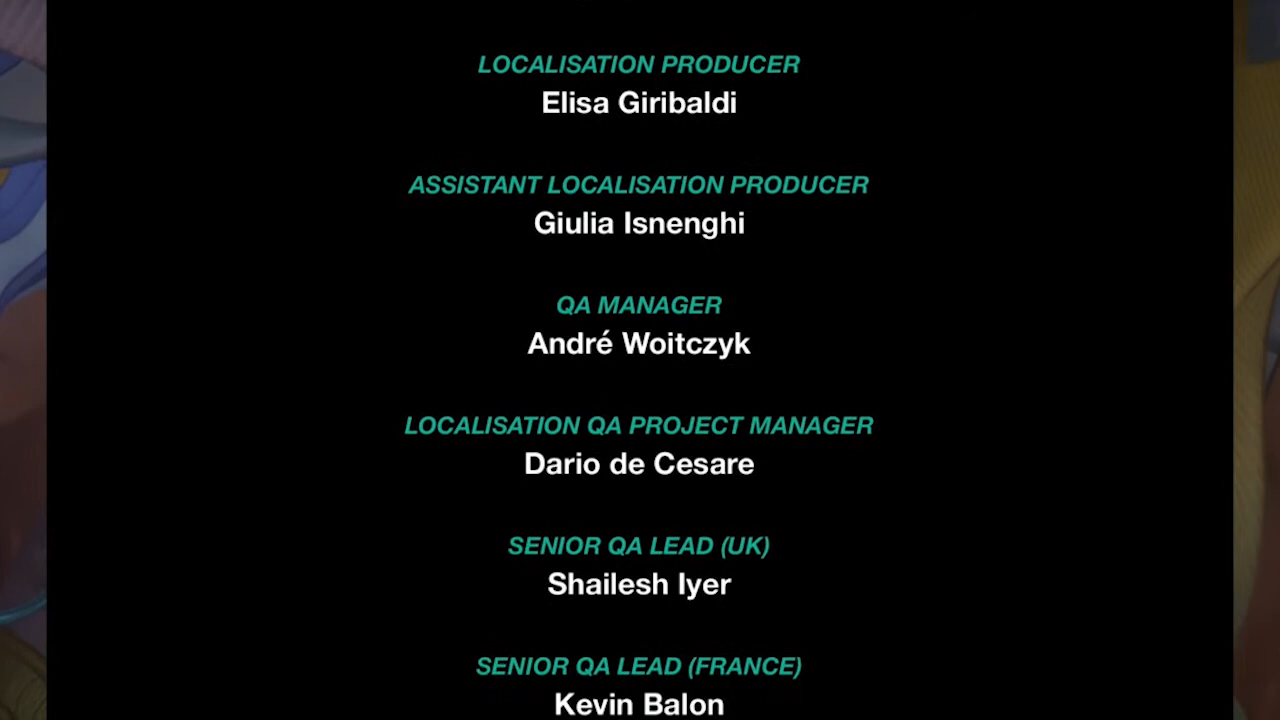 LOCALISATION PRODUCER
Elisa Giribaldi
ASSISTANT LOCALISATION PRODUCER
Giulia Isnenghi
QA MANAGER
André Woitczyk
LOCALISATION QA PROJECT MANAGER
Dario de Cesare
SENIOR QA LEAD (UK)
Shailesh Iyer
SENIOR QA LEAD (FRANCE)
Kevin Balon